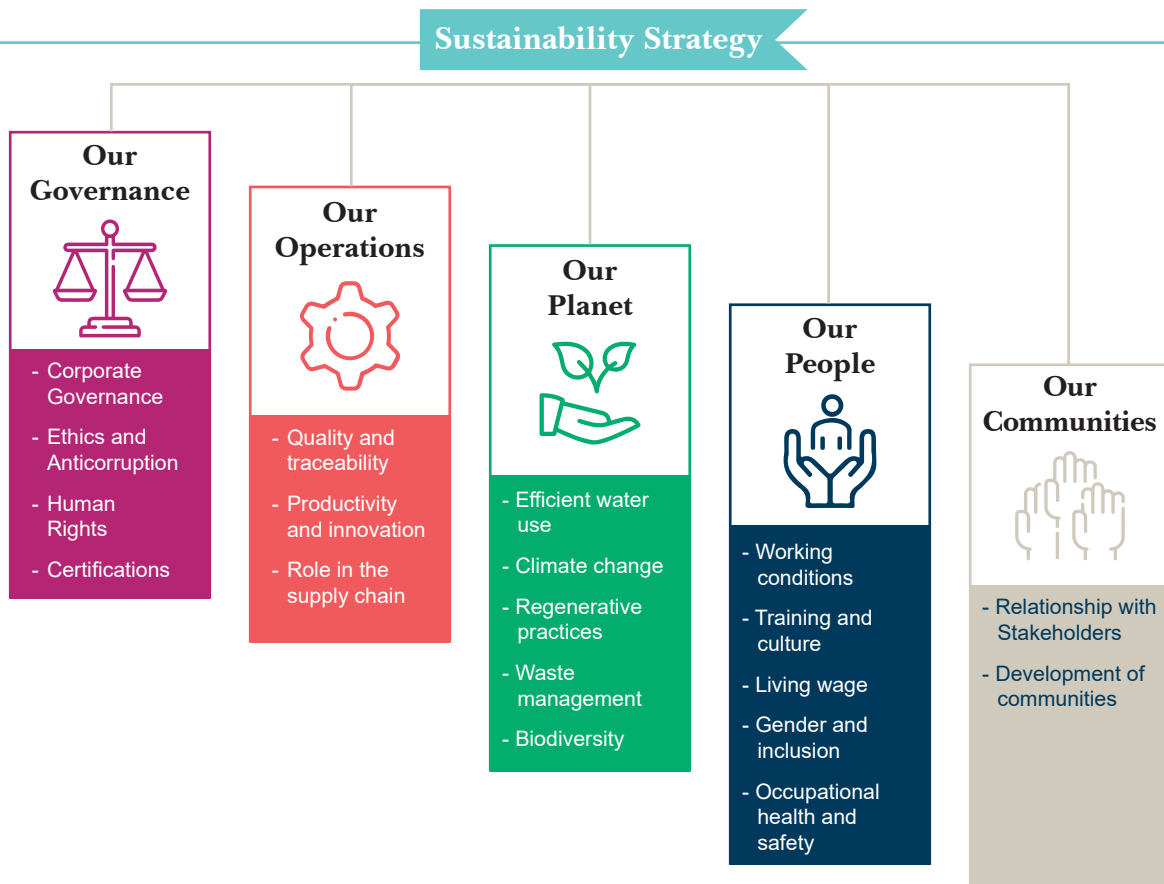 Sustainability Strategy
Our
Governance
- Corporate
Governance
- Ethics and
Anticorruption
- Human
Rights
- Certifications
Our
Operations
- Quality and
traceability
- Productivity
and innovation
- Role in the
supply chain
Our
Planet
- Efficient water
use
- Climate change
- Regenerative
practices
- Waste
management
- Biodiversity
Our
People
- Working
conditions
- Training and
culture
- Living wage
- Gender and
inclusion
- Occupational
health and
safety
Our
Communities
- Relationship with
Stakeholders
- Development of
communities